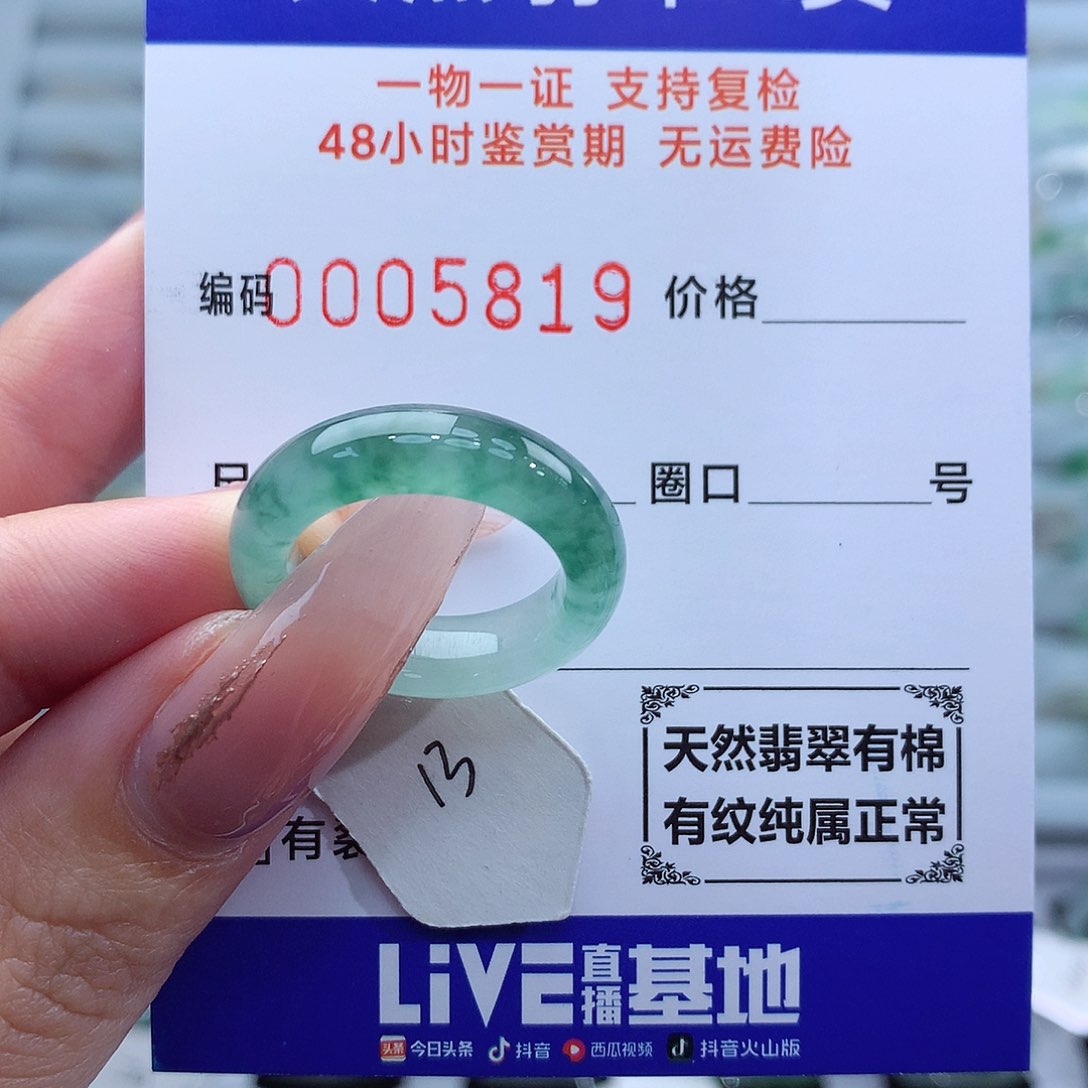 一物一证 支持复检
48小时鉴赏期 无运费险
编码0005819 价格
圈口 号
13
天然翡翠有棉
有纹纯属正常
有
LiVE直播基地
头条 今日头条 抖音 西瓜视频 抖音火山版